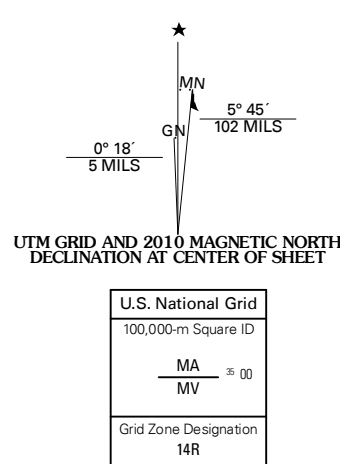 ★
MN
GN
5° 45´
102 MILS
0° 18´
5 MILS
UTM GRID AND 2010 MAGNETIC NORTH
DECLINATION AT CENTER OF SHEET
U.S. National Grid
100,000-m Square ID
MA
35 00
MV
Grid Zone Designation
14R